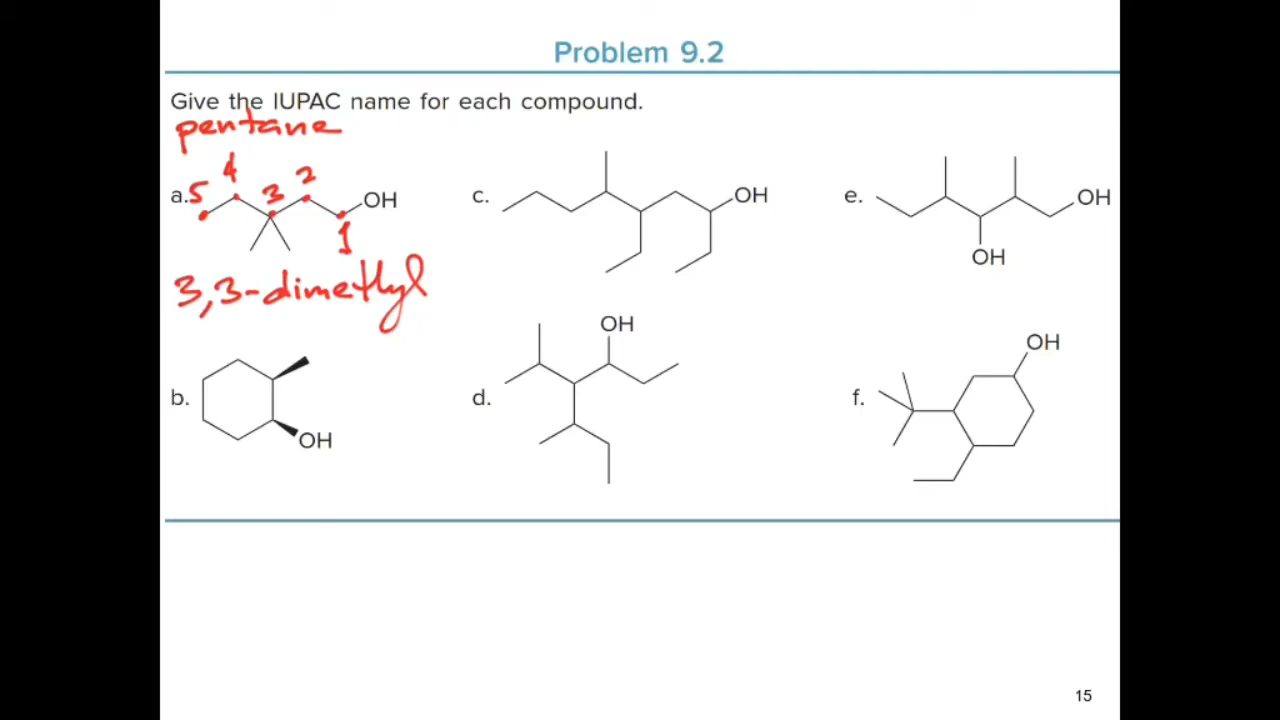 Problem 9.2
Give the IUPAC name for each compound.
pentane
a.
5
4
3
2
1
OH
3,3-dimethyl
b.
OH
c.
OH
d.
OH
e.
OH
OH
f.
OH
15